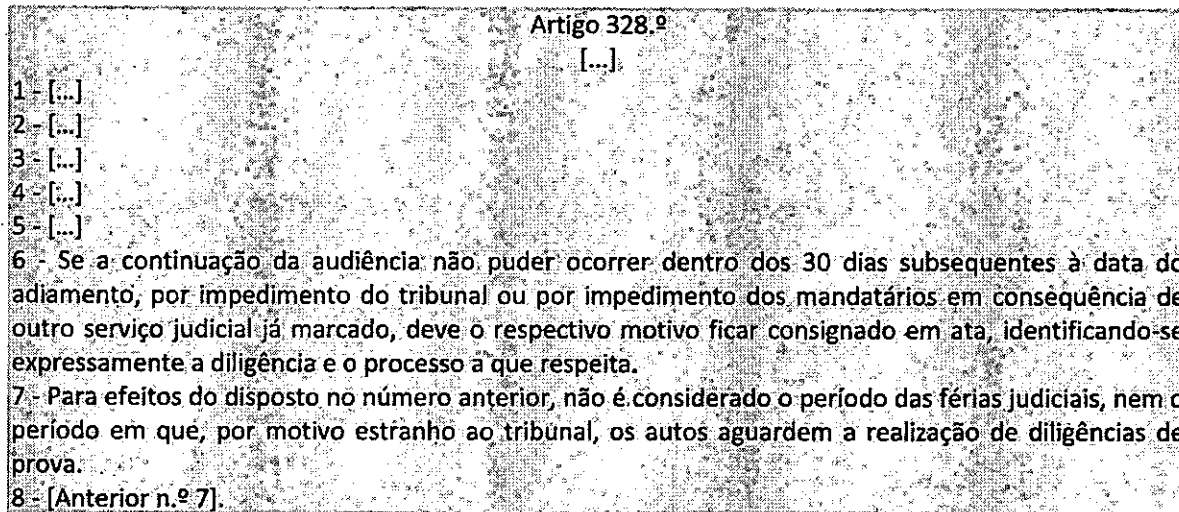 Artigo 328.º
[...]
1 - [...]
2 - [...]
3 - [...]
4 - [...]
5 - [...]
6 - Se a continuação da audiência não puder ocorrer dentro dos 30 dias subsequentes à data do
adiamento, por impedimento do tribunal ou por impedimento dos mandatários em consequência de
outro serviço judicial já marcado, deve o respectivo motivo ficar consignado em ata, identificando-se
expressamente a diligência e o processo a que respeita.
7 - Para efeitos do disposto no número anterior, não é considerado o período das férias judiciais, nem o
período em que, por motivo estranho ao tribunal, os autos aguardem a realização de diligências de
prova.
8 - [Anterior n.º 7].